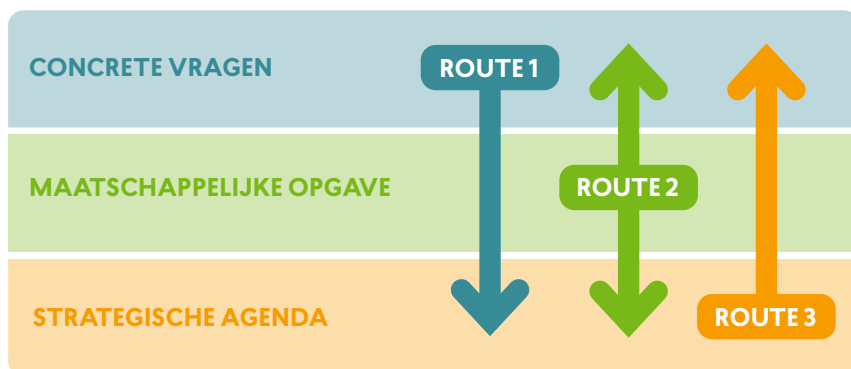 CONCRETE VRAGEN
ROUTE 1
MAATSCHAPPELIJKE OPGAVE
ROUTE 2
STRATEGISCHE AGENDA
ROUTE 3